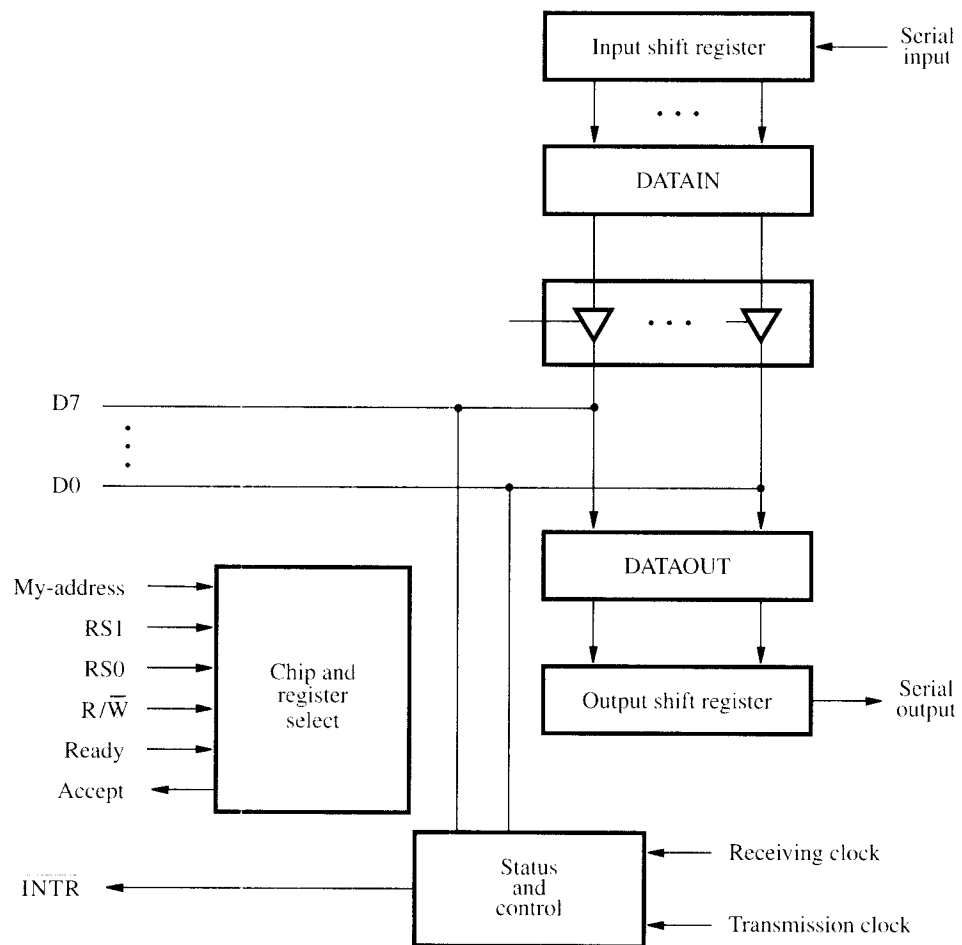 Input shift register
Serial
input
DATAIN
D7
D0
DATAOUT
My-address
RS1
RS0
R/W̅
Ready
Accept
Chip and
register
select
Output shift register
Serial
output
I̅N̅T̅R̅
Status
and
control
Receiving clock
Transmission clock